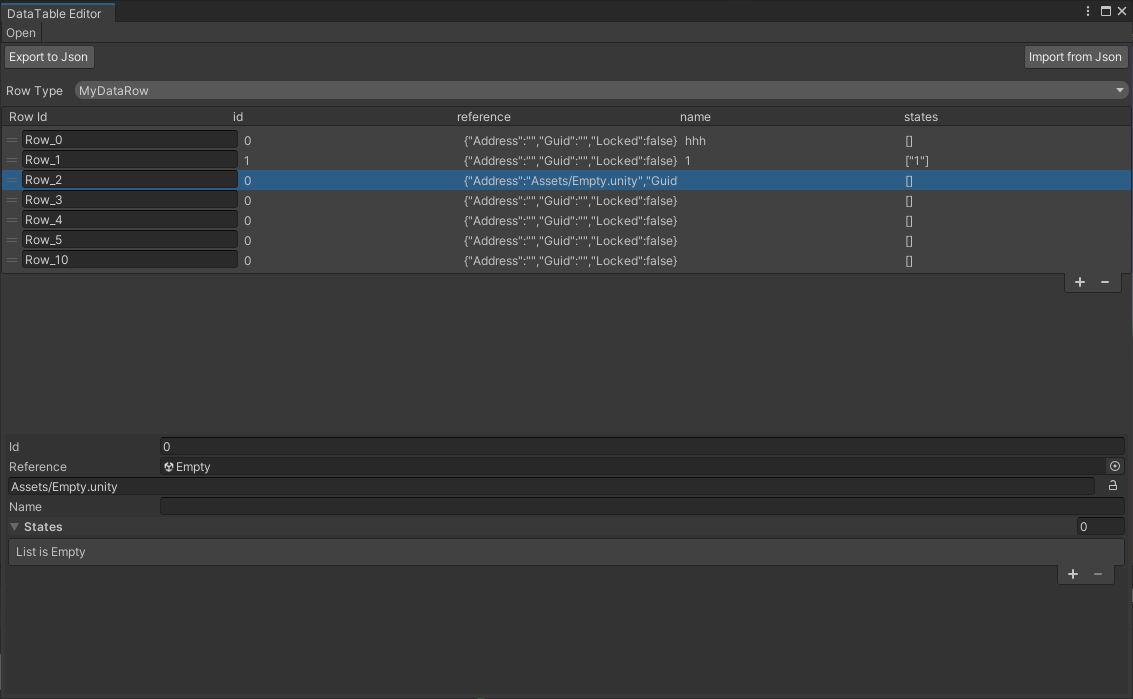 DataTable Editor
Open
Export to Json Import from Json
Row Type MyDataRow
Row Id id reference name states
Row_0 0 {"Address":"","Guid":"","Locked":false} hhh []
Row_1 1 {"Address":"","Guid":"","Locked":false} 1 ["1"]
Row_2 0 {"Address":"Assets/Empty.unity","Guid []
Row_3 0 {"Address":"","Guid":"","Locked":false} []
Row_4 0 {"Address":"","Guid":"","Locked":false} []
Row_5 0 {"Address":"","Guid":"","Locked":false} []
Row_10 0 {"Address":"","Guid":"","Locked":false} []
+ −
Id 0
Reference Empty
Assets/Empty.unity
Name
States 0
List is Empty
+ −